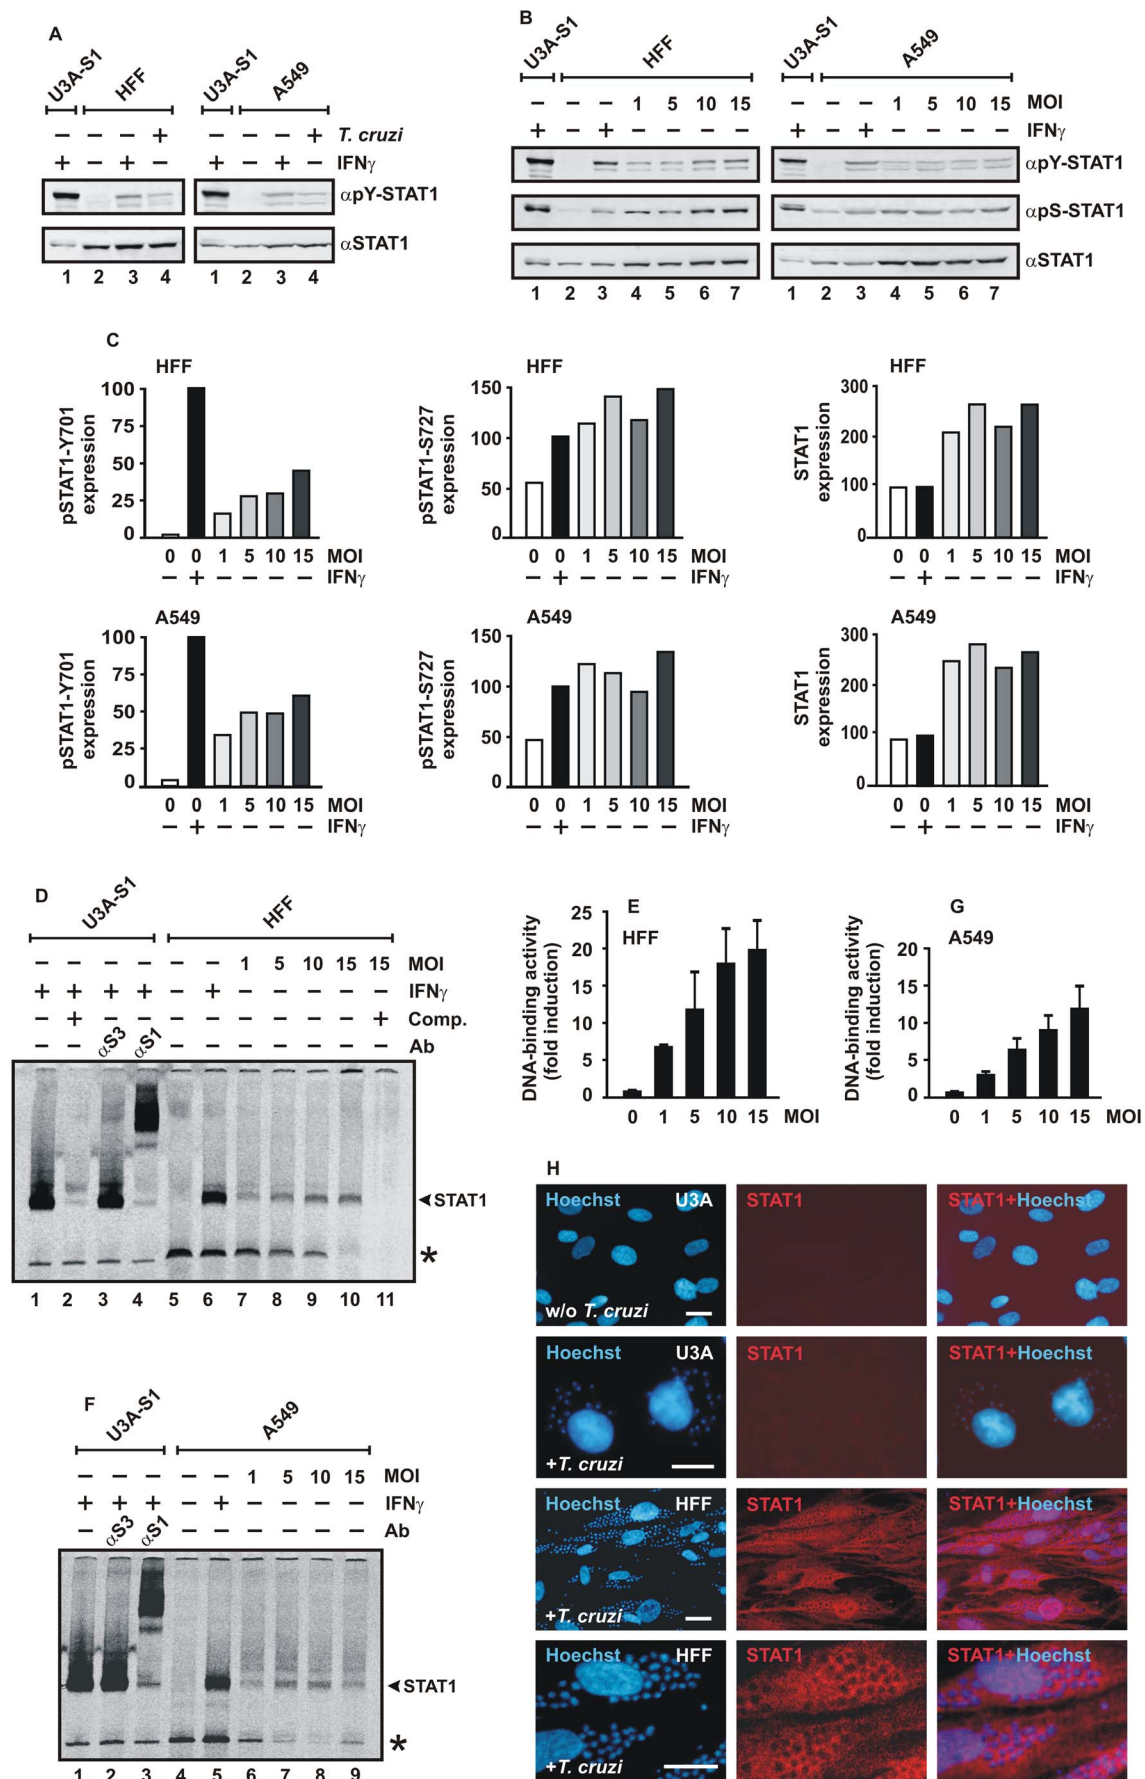 A
U3A-S1 HFF U3A-S1 A549
– – – + – – – + T. cruzi
+ – + – + – + – IFNγ
αpY-STAT1
αSTAT1
1 2 3 4 1 2 3 4
B
U3A-S1 HFF U3A-S1 A549
– – – 1 5 10 15 – – – 1 5 10 15 MOI
+ – + – – – – + – + – – – – IFNγ
αpY-STAT1
αpS-STAT1
αSTAT1
1 2 3 4 5 6 7 1 2 3 4 5 6 7
C
HFF
pSTAT1-Y701 expression
100
75
50
25
0
0 0 1 5 10 15 MOI
– + – – – – IFNγ
HFF
pSTAT1-S727 expression
150
100
50
0
0 0 1 5 10 15 MOI
– + – – – – IFNγ
HFF
STAT1 expression
300
200
100
0
0 0 1 5 10 15 MOI
– + – – – – IFNγ
A549
pSTAT1-Y701 expression
100
75
50
25
0
0 0 1 5 10 15 MOI
– + – – – – IFNγ
A549
pSTAT1-S727 expression
150
100
50
0
0 0 1 5 10 15 MOI
– + – – – – IFNγ
A549
STAT1 expression
300
200
100
0
0 0 1 5 10 15 MOI
– + – – – – IFNγ
D
U3A-S1 HFF
– – – – – – 1 5 10 15 15 MOI
+ + + + – + – – – – – IFNγ
– + – – – – – – – – + Comp.
– – αS3 αS1 – – – – – – – Ab
◄STAT1
*
1 2 3 4 5 6 7 8 9 10 11
E
HFF
DNA-binding activity
(fold induction)
25
20
15
10
5
0
0 1 5 10 15 MOI
G
A549
DNA-binding activity
(fold induction)
20
15
10
5
0
0 1 5 10 15 MOI
F
U3A-S1 A549
– – – – – 1 5 10 15 MOI
+ + + – + – – – – IFNγ
– αS3 αS1 – – – – – – Ab
◄STAT1
*
1 2 3 4 5 6 7 8 9
H
Hoechst U3A STAT1 STAT1+Hoechst
w/o T. cruzi
Hoechst U3A STAT1 STAT1+Hoechst
+T. cruzi
Hoechst HFF STAT1 STAT1+Hoechst
+T. cruzi
Hoechst HFF STAT1 STAT1+Hoechst
+T. cruzi